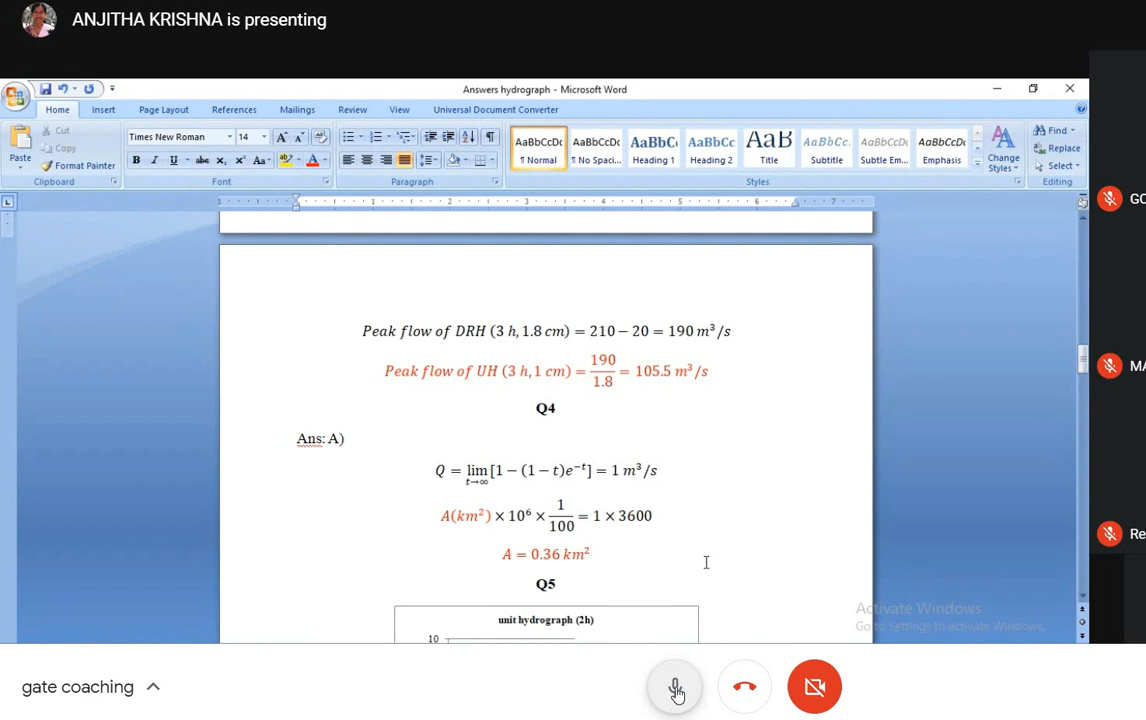 ANJITHA KRISHNA is presenting
Answers hydrograph - Microsoft Word
Home Insert Page Layout References Mailings Review View Universal Document Converter
Paste Cut Copy Format Painter
Times New Roman 14
AaBbCcDc AaBbCcDc AaBbC AaBbCc AaB AaBbCc. AaBbCcDc AaBbCcDc
¶ Normal ¶ No Spaci... Heading 1 Heading 2 Title Subtitle Subtle Em... Emphasis
Change Styles
Find Replace Select
Clipboard Font Paragraph Styles Editing
Peak flow of DRH (3 h, 1.8 cm) = 210 − 20 = 190 m³/s
Peak flow of UH (3 h, 1 cm) = 190/1.8 = 105.5 m³/s
Q4
Ans: A)
Q = lim t→∞ [1 − (1 − t)e⁻ᵗ] = 1 m³/s
A(km²) × 10⁶ × 1/100 = 1 × 3600
A = 0.36 km²
Q5
unit hydrograph (2h)
10
Activate Windows
Go to Settings to activate Windows.
GO
MA
Re
gate coaching